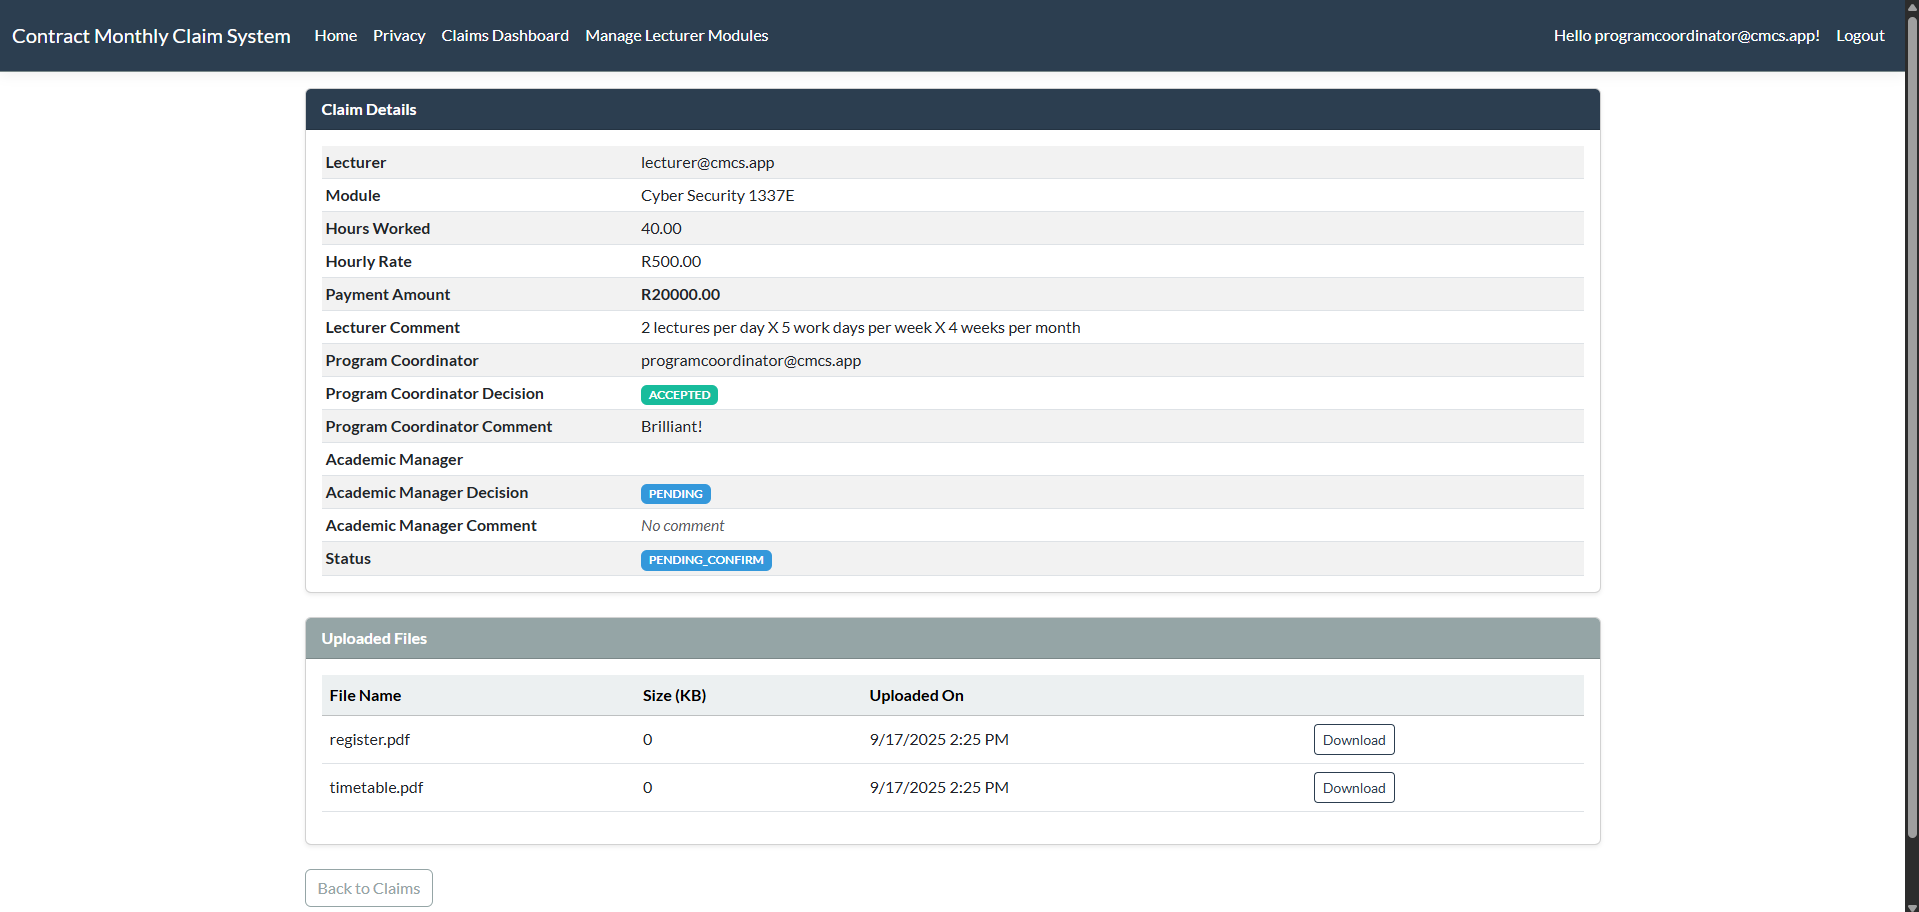 Contract Monthly Claim System Home Privacy Claims Dashboard Manage Lecturer Modules Hello programcoordinator@cmcs.app! Logout
Claim Details
Lecturer lecturer@cmcs.app
Module Cyber Security 1337E
Hours Worked 40.00
Hourly Rate R500.00
Payment Amount R20000.00
Lecturer Comment 2 lectures per day X 5 work days per week X 4 weeks per month
Program Coordinator programcoordinator@cmcs.app
Program Coordinator Decision ACCEPTED
Program Coordinator Comment Brilliant!
Academic Manager
Academic Manager Decision PENDING
Academic Manager Comment No comment
Status PENDING_CONFIRM
Uploaded Files
File Name Size (KB) Uploaded On
register.pdf 0 9/17/2025 2:25 PM Download
timetable.pdf 0 9/17/2025 2:25 PM Download
Back to Claims